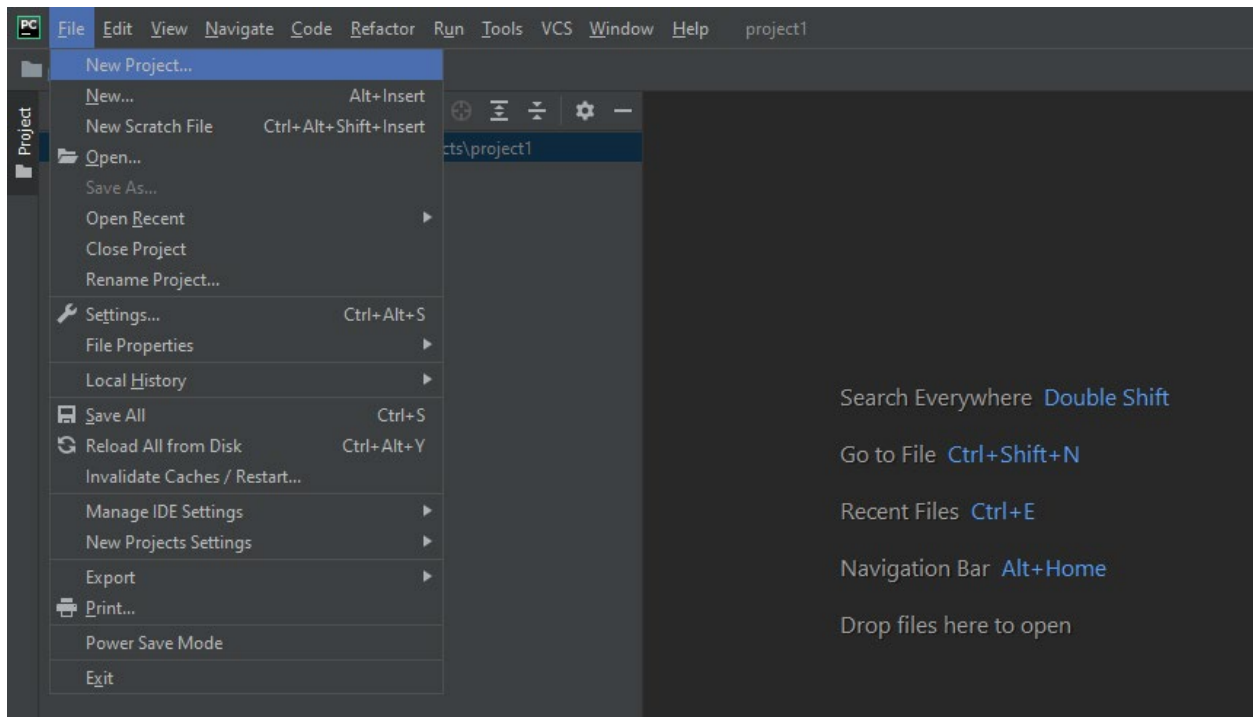 PC File Edit View Navigate Code Refactor Run Tools VCS Window Help project1
New Project...
New... Alt+Insert
Project
New Scratch File Ctrl+Alt+Shift+Insert
cts\project1
Open...
Save As...
Open Recent
Close Project
Rename Project...
Settings... Ctrl+Alt+S
File Properties
Local History
Save All Ctrl+S
Reload All from Disk Ctrl+Alt+Y
Invalidate Caches / Restart...
Manage IDE Settings
New Projects Settings
Export
Print...
Power Save Mode
Exit
Search Everywhere Double Shift
Go to File Ctrl+Shift+N
Recent Files Ctrl+E
Navigation Bar Alt+Home
Drop files here to open